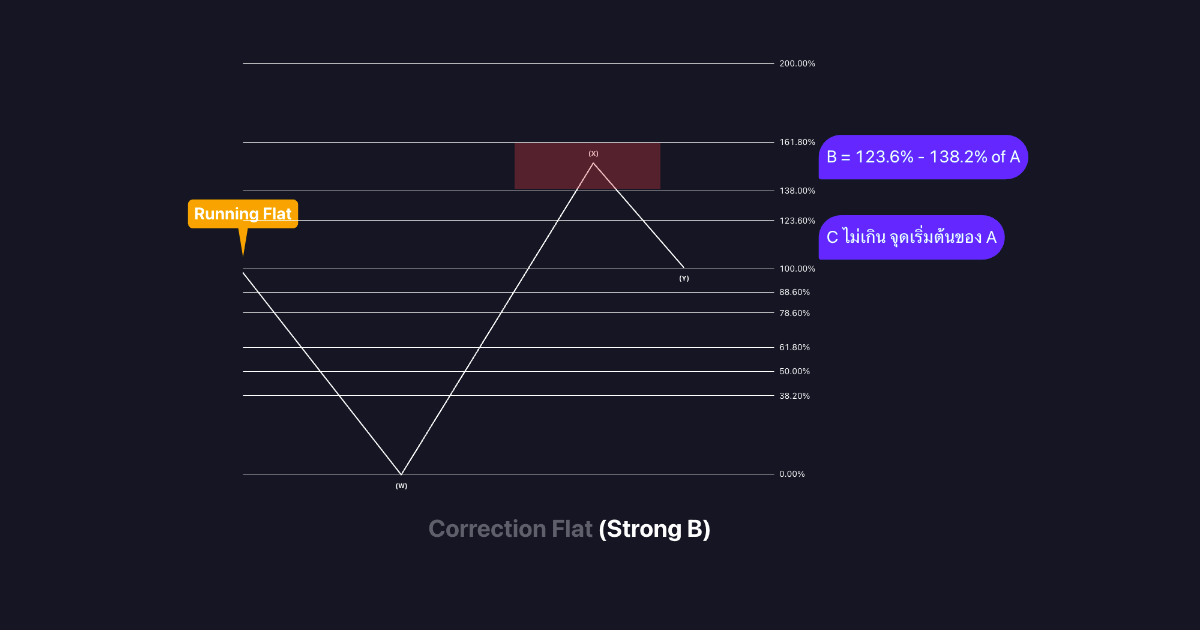 200.00%
161.80%
B = 123.6% - 138.2% of A
(X)
138.00%
Running Flat
123.60%
C ไม่เกิน จุดเริ่มต้นของ A
100.00%
(Y)
88.60%
78.60%
61.80%
50.00%
38.20%
0.00%
(W)
Correction Flat (Strong B)